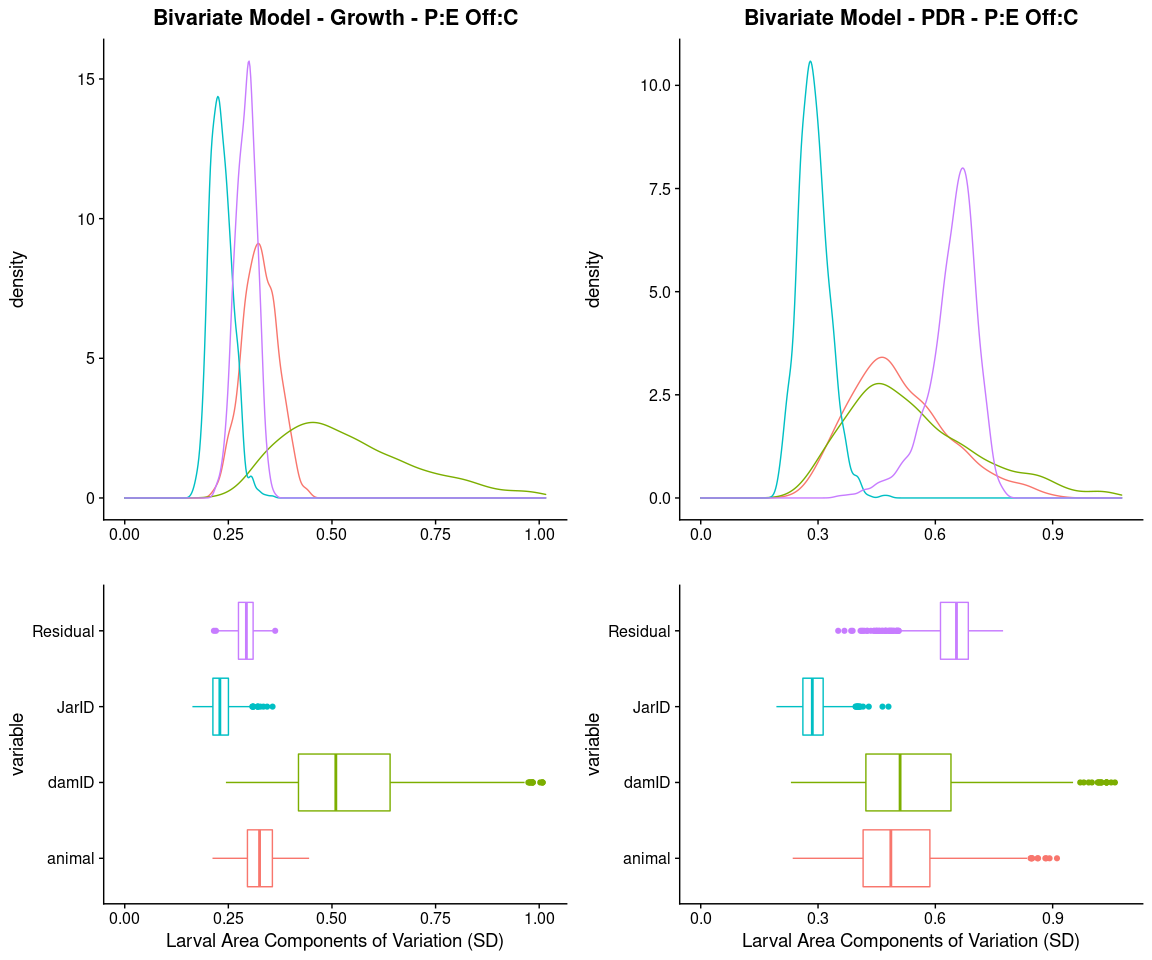 Bivariate Model - Growth - P:E Off:C
15
10
5
0
density
0.00 0.25 0.50 0.75 1.00
Bivariate Model - PDR - P:E Off:C
10.0
7.5
5.0
2.5
0.0
density
0.0 0.3 0.6 0.9
Residual
JarID
damID
animal
variable
0.00 0.25 0.50 0.75 1.00
Larval Area Components of Variation (SD)
Residual
JarID
damID
animal
variable
0.0 0.3 0.6 0.9
Larval Area Components of Variation (SD)